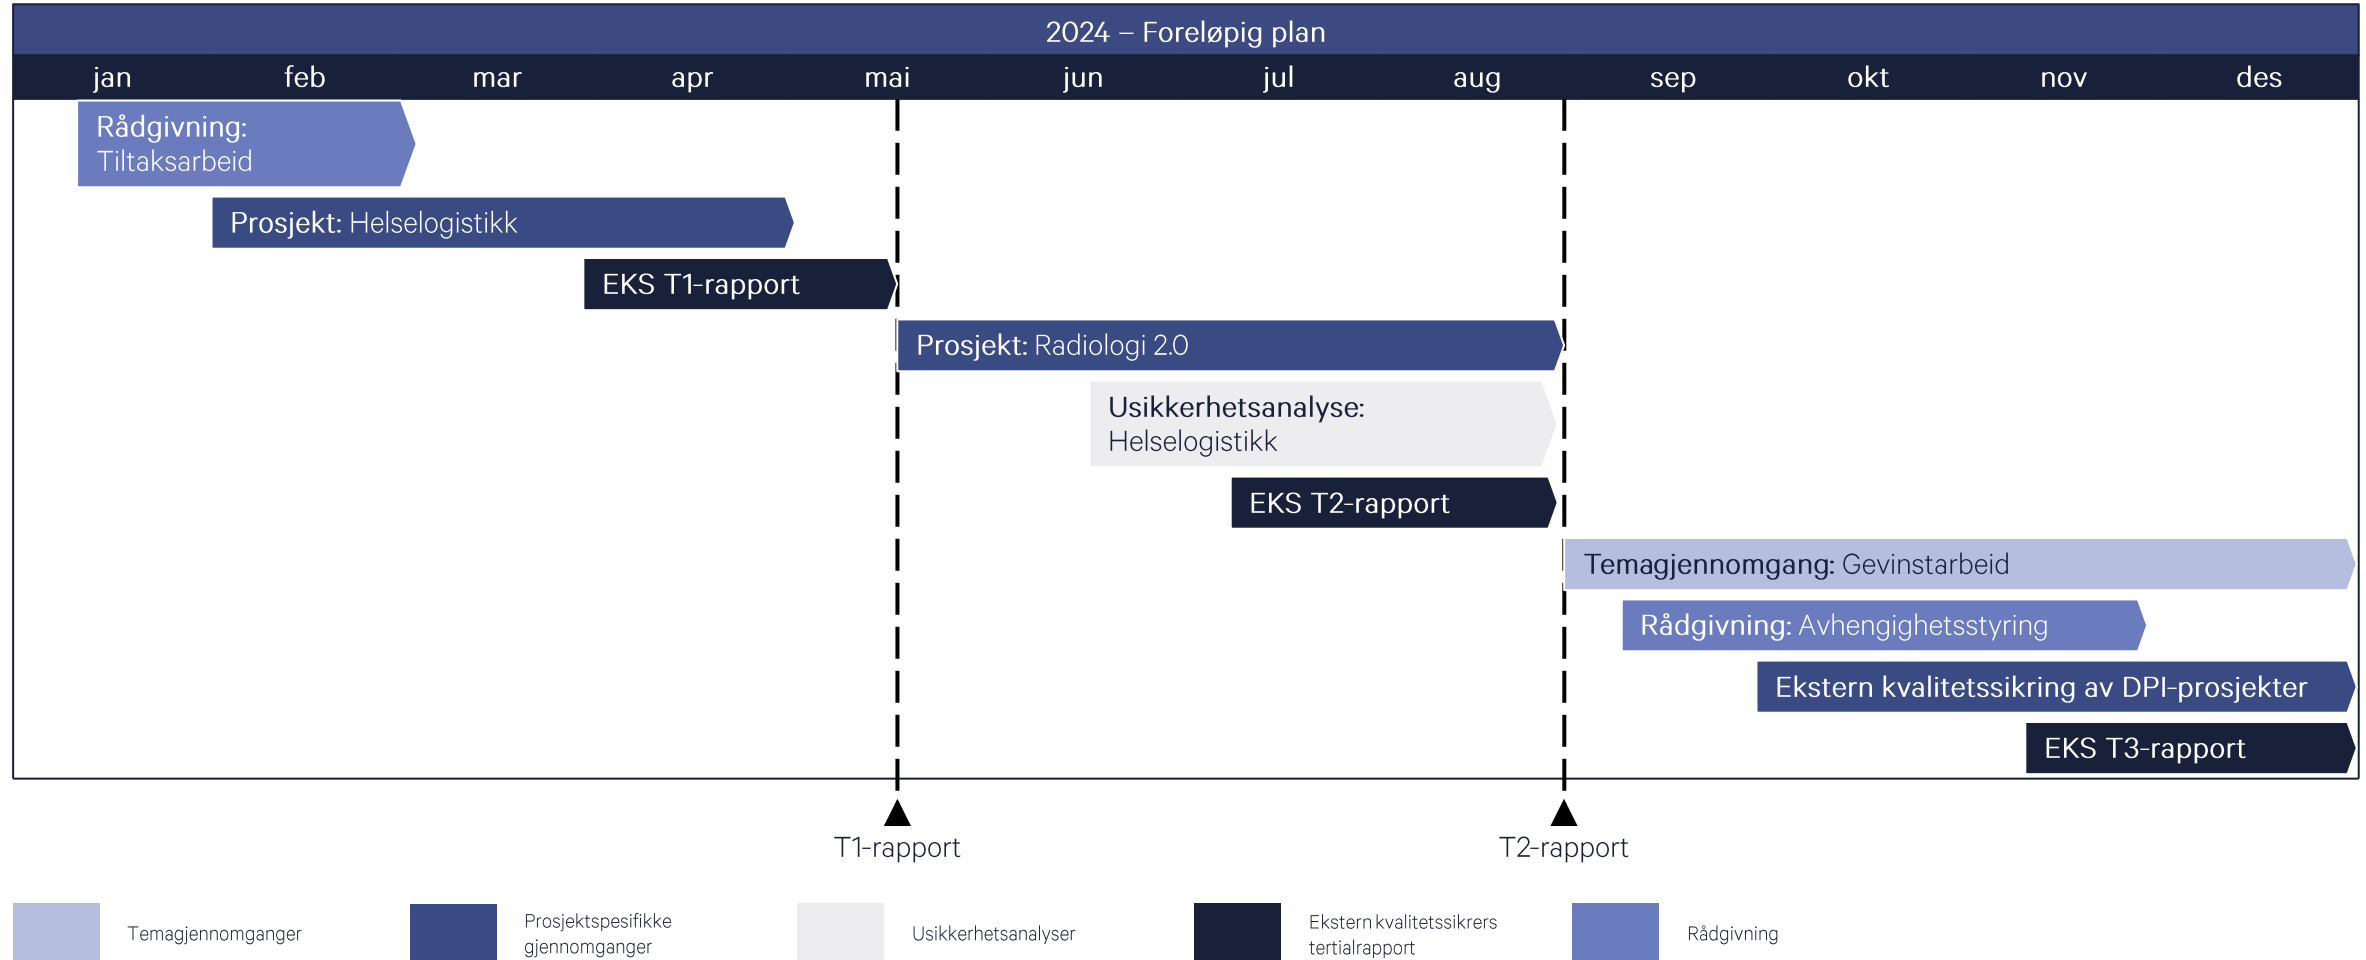 2024 – Foreløpig plan
jan feb mar apr mai jun jul aug sep okt nov des
Rådgivning:
Tiltaksarbeid
Prosjekt: Helselogistikk
EKS T1-rapport
Prosjekt: Radiologi 2.0
Usikkerhetsanalyse:
Helselogistikk
EKS T2-rapport
Temagjennomgang: Gevinstarbeid
Rådgivning: Avhengighetsstyring
Ekstern kvalitetssikring av DPI-prosjekter
EKS T3-rapport
T1-rapport
T2-rapport
Temagjennomganger
Prosjektspesifikke
gjennomganger
Usikkerhetsanalyser
Ekstern kvalitetssikrers
tertialrapport
Rådgivning